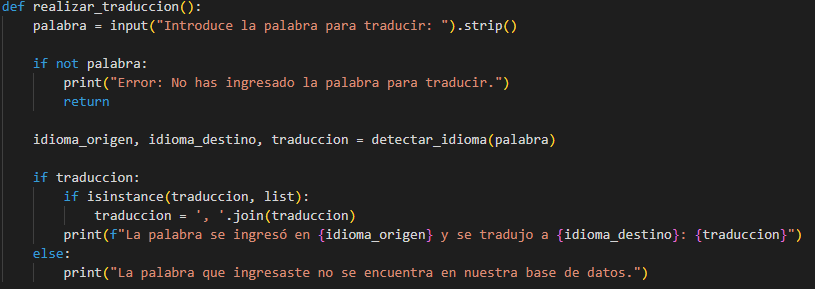 def realizar_traduccion():
    palabra = input("Introduce la palabra para traducir: ").strip()

    if not palabra:
        print("Error: No has ingresado la palabra para traducir.")
        return

    idioma_origen, idioma_destino, traduccion = detectar_idioma(palabra)

    if traduccion:
        if isinstance(traduccion, list):
            traduccion = ', '.join(traduccion)
        print(f"La palabra se ingresó en {idioma_origen} y se tradujo a {idioma_destino}: {traduccion}")
    else:
        print("La palabra que ingresaste no se encuentra en nuestra base de datos.")